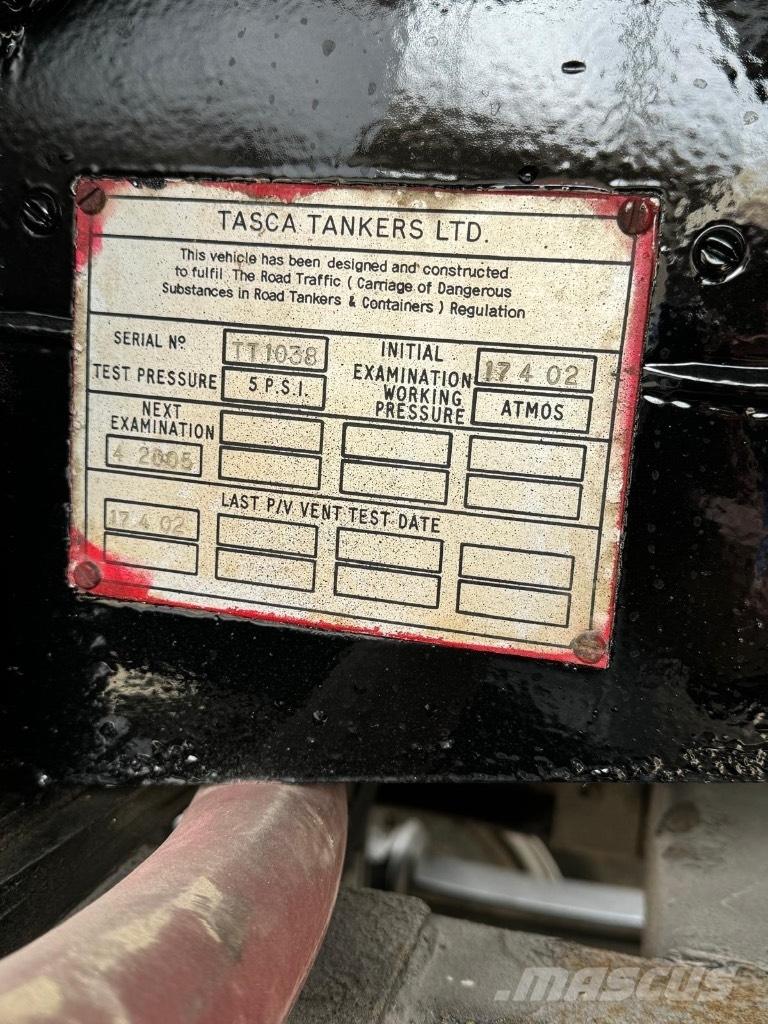 TASCA TANKERS LTD.
This vehicle has been designed and constructed
to fulfil The Road Traffic ( Carriage of Dangerous
Substances in Road Tankers & Containers ) Regulation
SERIAL Nº TT1038
INITIAL EXAMINATION 17 4 02
TEST PRESSURE 5 P.S.I.
WORKING PRESSURE ATMOS
NEXT EXAMINATION
4 2005
LAST P/V VENT TEST DATE
17 4 02
MASCUS